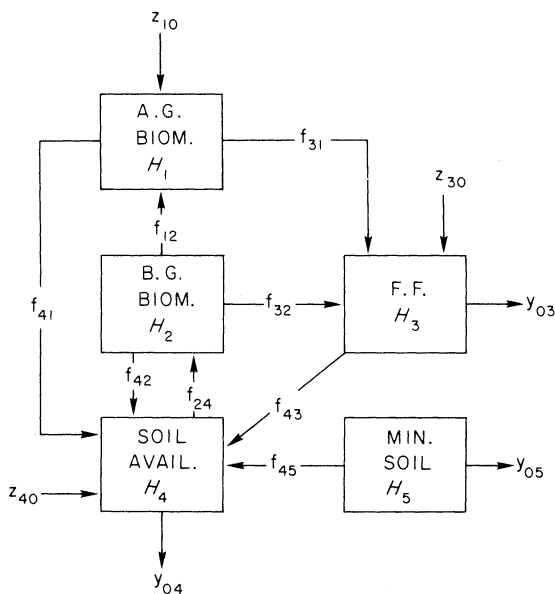 z₁₀
A.G.
BIOM.
H₁
f₃₁
z₃₀
f₁₂
f₄₁
B.G.
BIOM.
H₂
f₃₂
F.F.
H₃
y₀₃
f₄₂
f₂₄
f₄₃
SOIL
AVAIL.
H₄
f₄₅
MIN.
SOIL
H₅
y₀₅
z₄₀
y₀₄